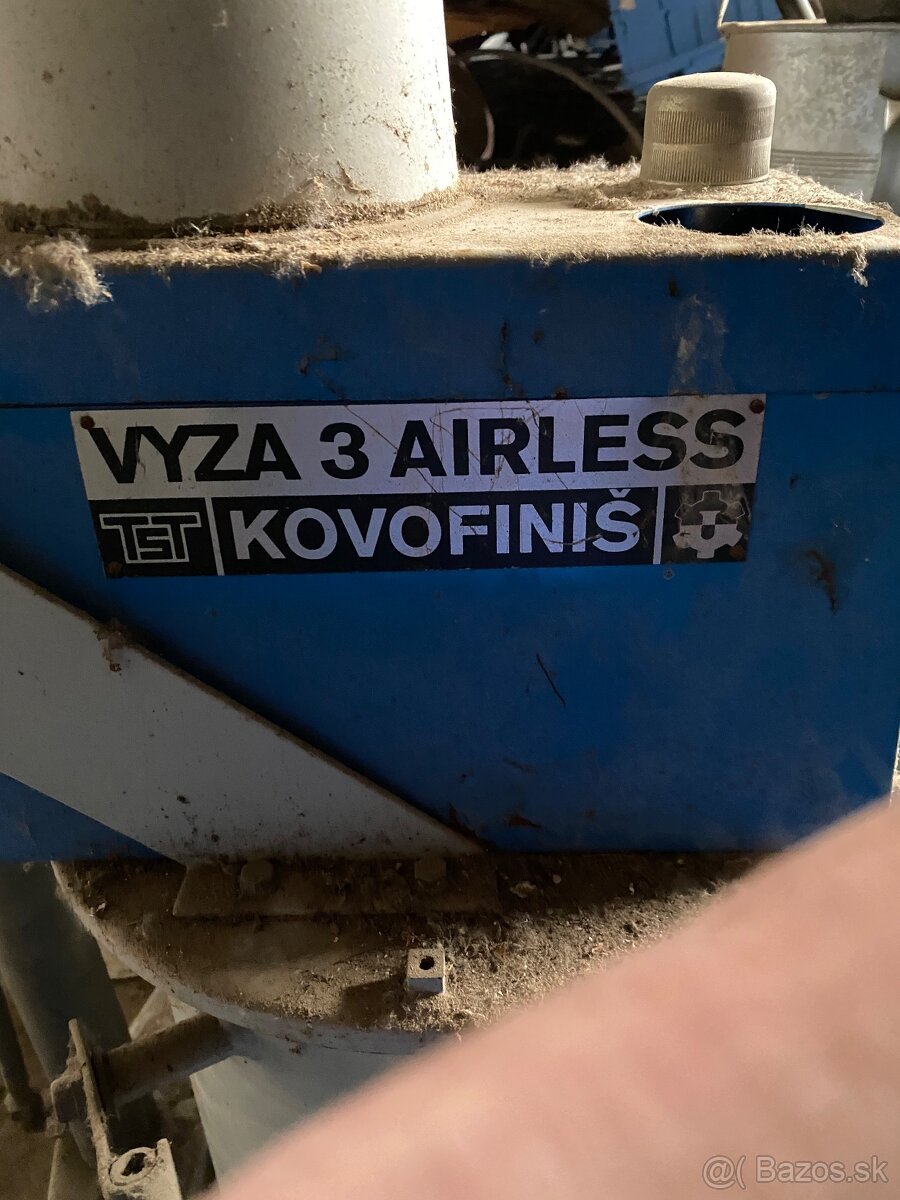 VYZA 3 AIRLESS
TST KOVOFINIŠ
@( Bazos.sk